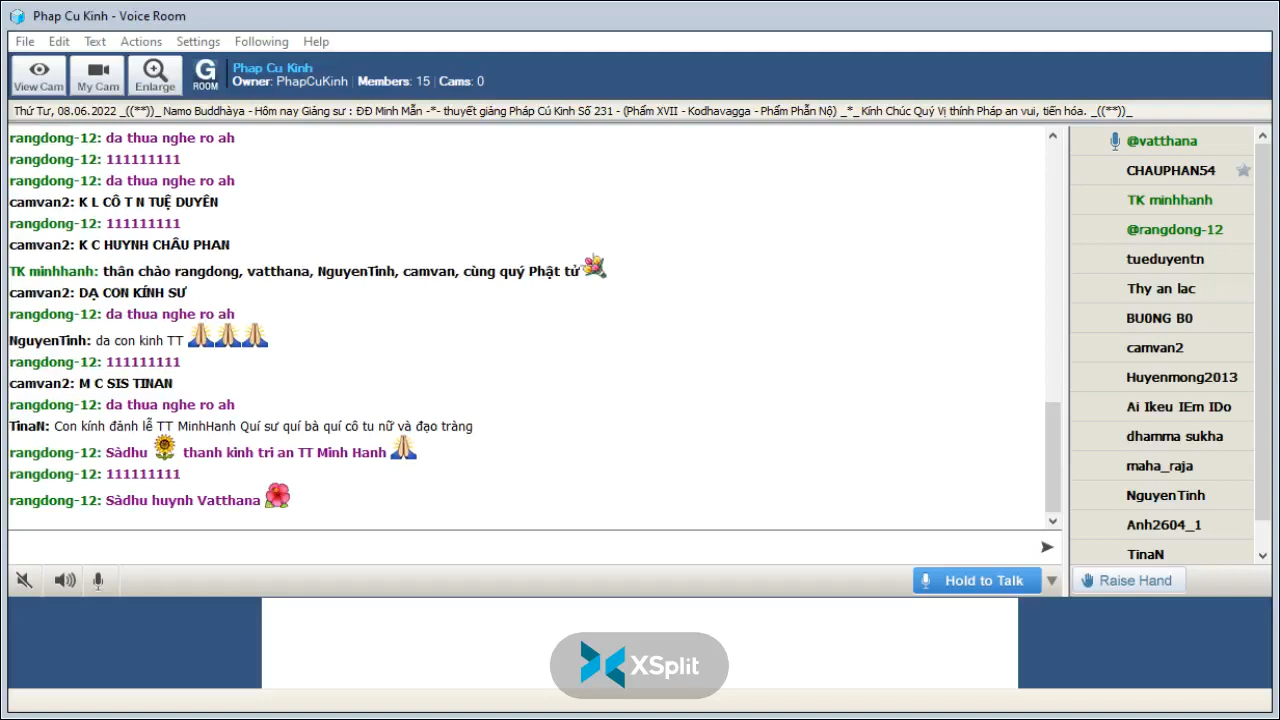 Phap Cu Kinh - Voice Room
File Edit Text Actions Settings Following Help
View Cam
My Cam
Enlarge
G
ROOM
Phap Cu Kinh
Owner: PhapCuKinh | Members: 15 | Cams: 0
Thứ Tư, 08.06.2022 _((**))_ Namo Buddhàya - Hôm nay Giảng sư : ĐĐ Minh Mẫn -*- thuyết giảng Pháp Cú Kinh Số 231 - (Phẩm XVII - Kodhavagga - Phẩm Phẫn Nộ) _*_ Kính Chúc Quý Vị thính Pháp an vui, tiến hóa. _((**))_
rangdong-12: da thua nghe ro ah
rangdong-12: 111111111
rangdong-12: da thua nghe ro ah
camvan2: K L CÔ T N TUỆ DUYÊN
rangdong-12: 111111111
camvan2: K C HUYNH CHÂU PHAN
TK minhhanh: thân chào rangdong, vatthana, NguyenTinh, camvan, cùng quý Phật tử
camvan2: DẠ CON KÍNH SƯ
rangdong-12: da thua nghe ro ah
NguyenTinh: da con kinh TT
rangdong-12: 111111111
camvan2: M C SIS TINAN
rangdong-12: da thua nghe ro ah
TinaN: Con kính đảnh lễ TT MinhHanh Quí sư quí bà quí cô tu nữ và đạo tràng
rangdong-12: Sàdhu thanh kinh tri an TT Minh Hanh
rangdong-12: 111111111
rangdong-12: Sàdhu huynh Vatthana
@vatthana
CHAUPHAN54
TK minhhanh
@rangdong-12
tueduyentn
Thy an lac
BU0NG B0
camvan2
Huyenmong2013
Ai Ikeu IEm IDo
dhamma sukha
maha_raja
NguyenTinh
Anh2604_1
TinaN
Hold to Talk
Raise Hand
XSplit